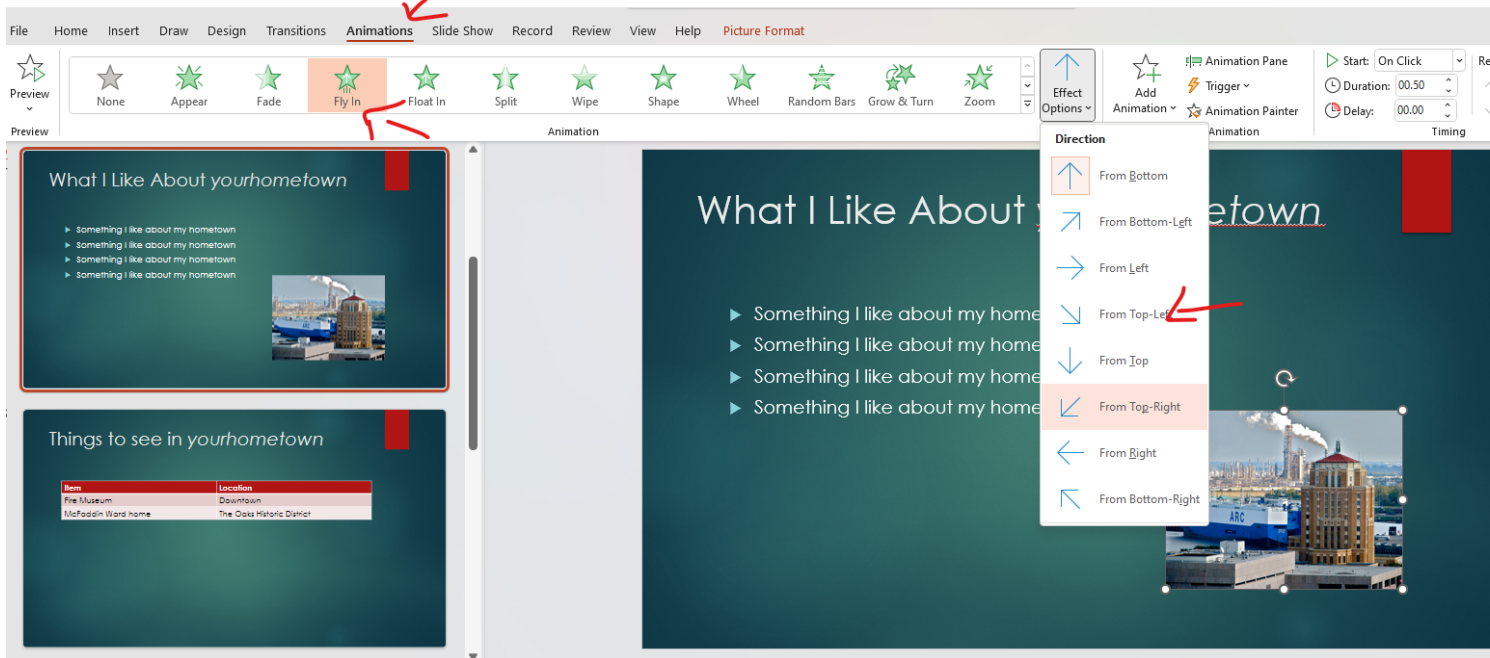 File Home Insert Draw Design Transitions Animations Slide Show Record Review View Help Picture Format
Preview
Preview
None Appear Fade Fly In Float In Split Wipe Shape Wheel Random Bars Grow & Turn Zoom
Animation
Effect
Options
Add
Animation
Animation Pane
Trigger
Animation Painter
Animation
Start: On Click
Duration: 00.50
Delay: 00.00
Timing
Re
Direction
From Bottom
From Bottom-Left
From Left
From Top-Left
From Top
From Top-Right
From Right
From Bottom-Right
What I Like About yourhometown
Something I like about my hometown
Something I like about my hometown
Something I like about my hometown
Something I like about my hometown
Things to see in yourhometown
Item Location
Fire Museum Downtown
McFaddin Ward home The Oaks Historic District
What I Like About etown
Something I like about my home
Something I like about my home
Something I like about my home
Something I like about my home
ARC